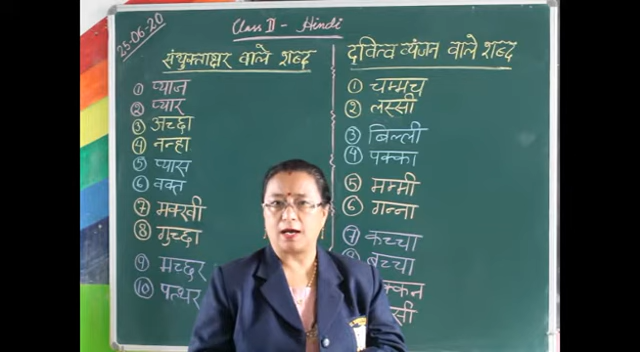 25-06-20
Class II - Hindi
संयुक्ताक्षर वाले शब्द
① प्याज
② प्यार
③ अच्छा
④ नन्हा
⑤ प्यास
⑥ वक्त
⑦ मक्खी
⑧ गुच्छा
⑨ मच्छर
⑩ पत्थर
दवित्व व्यंजन वाले शब्द
① चम्मच
② लस्सी
③ बिल्ली
④ पक्का
⑤ मम्मी
⑥ गन्ना
⑦ कच्चा
बच्चा
क्कन
सी